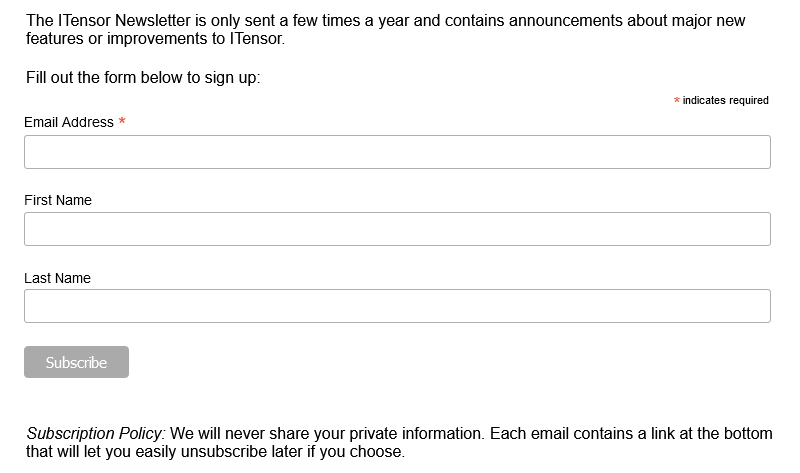 The ITensor Newsletter is only sent a few times a year and contains announcements about major new
features or improvements to ITensor.
Fill out the form below to sign up:
* indicates required
Email Address *
First Name
Last Name
Subscribe
Subscription Policy: We will never share your private information. Each email contains a link at the bottom
that will let you easily unsubscribe later if you choose.